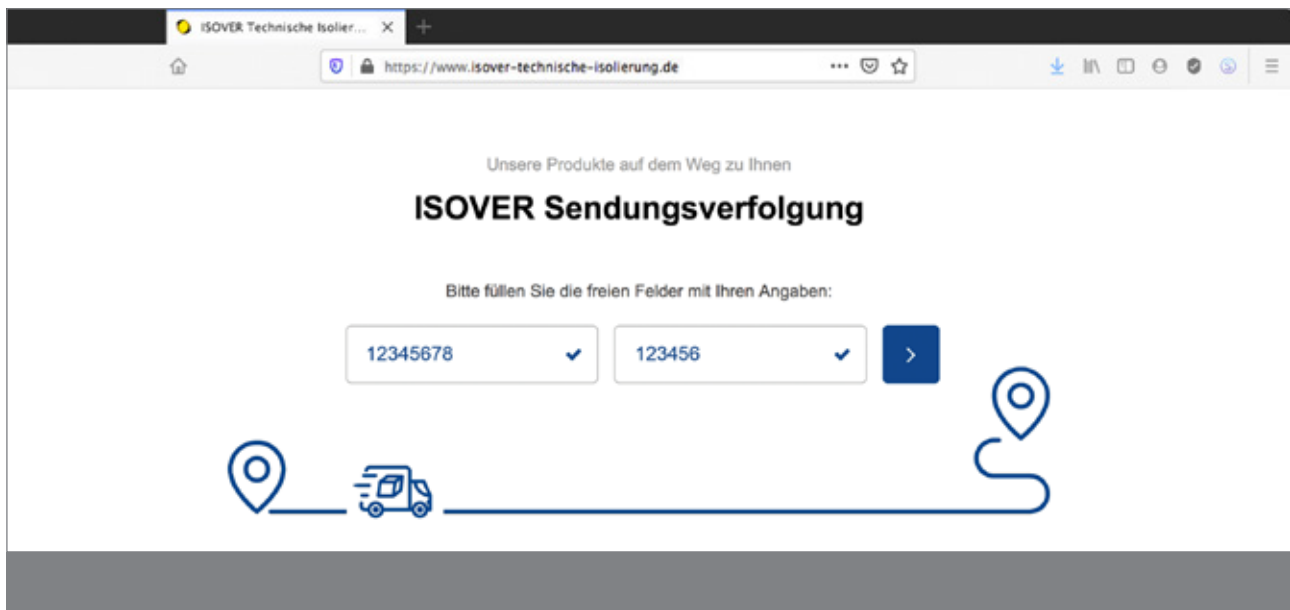 ISOVER Technische Isolier...
https://www.isover-technische-isolierung.de
Unsere Produkte auf dem Weg zu Ihnen
ISOVER Sendungsverfolgung
Bitte füllen Sie die freien Felder mit Ihren Angaben:
12345678 123456